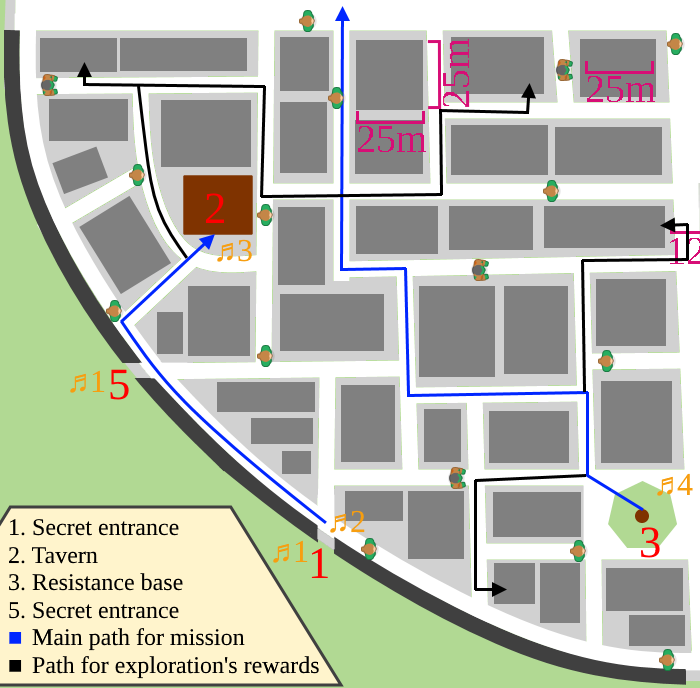 25m
25m
25m
2
♬3
12
♬1 5
♬4
♬2
♬1 1
3
1. Secret entrance
2. Tavern
3. Resistance base
5. Secret entrance
Main path for mission
Path for exploration's rewards